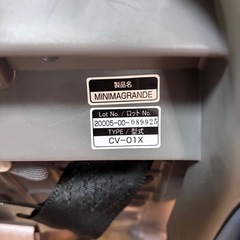 製品名
MINIMAGRANDE
Lot No. / ロット No.
20005-00-089925
TYPE / 型式
CV-01X